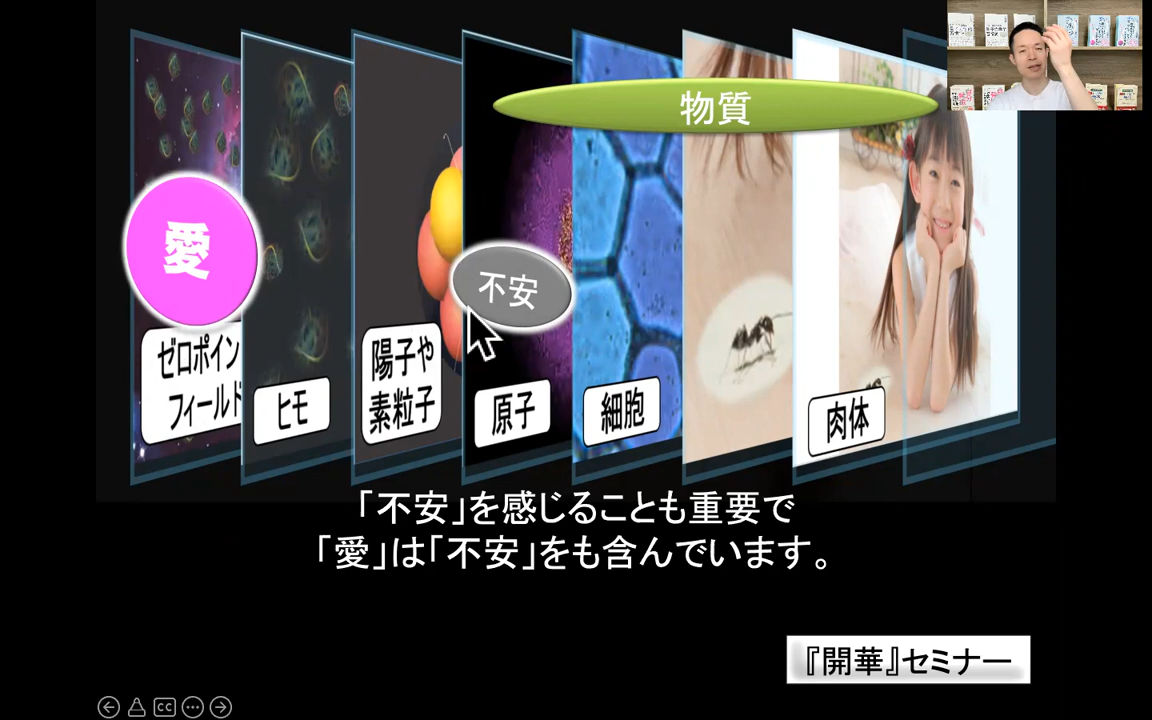 物質
愛
不安
ゼロポイン
フィールド
ヒモ
陽子や
素粒子
原子
細胞
肉体
「不安」を感じることも重要で
「愛」は「不安」をも含んでいます。
『開華』セミナー
CC